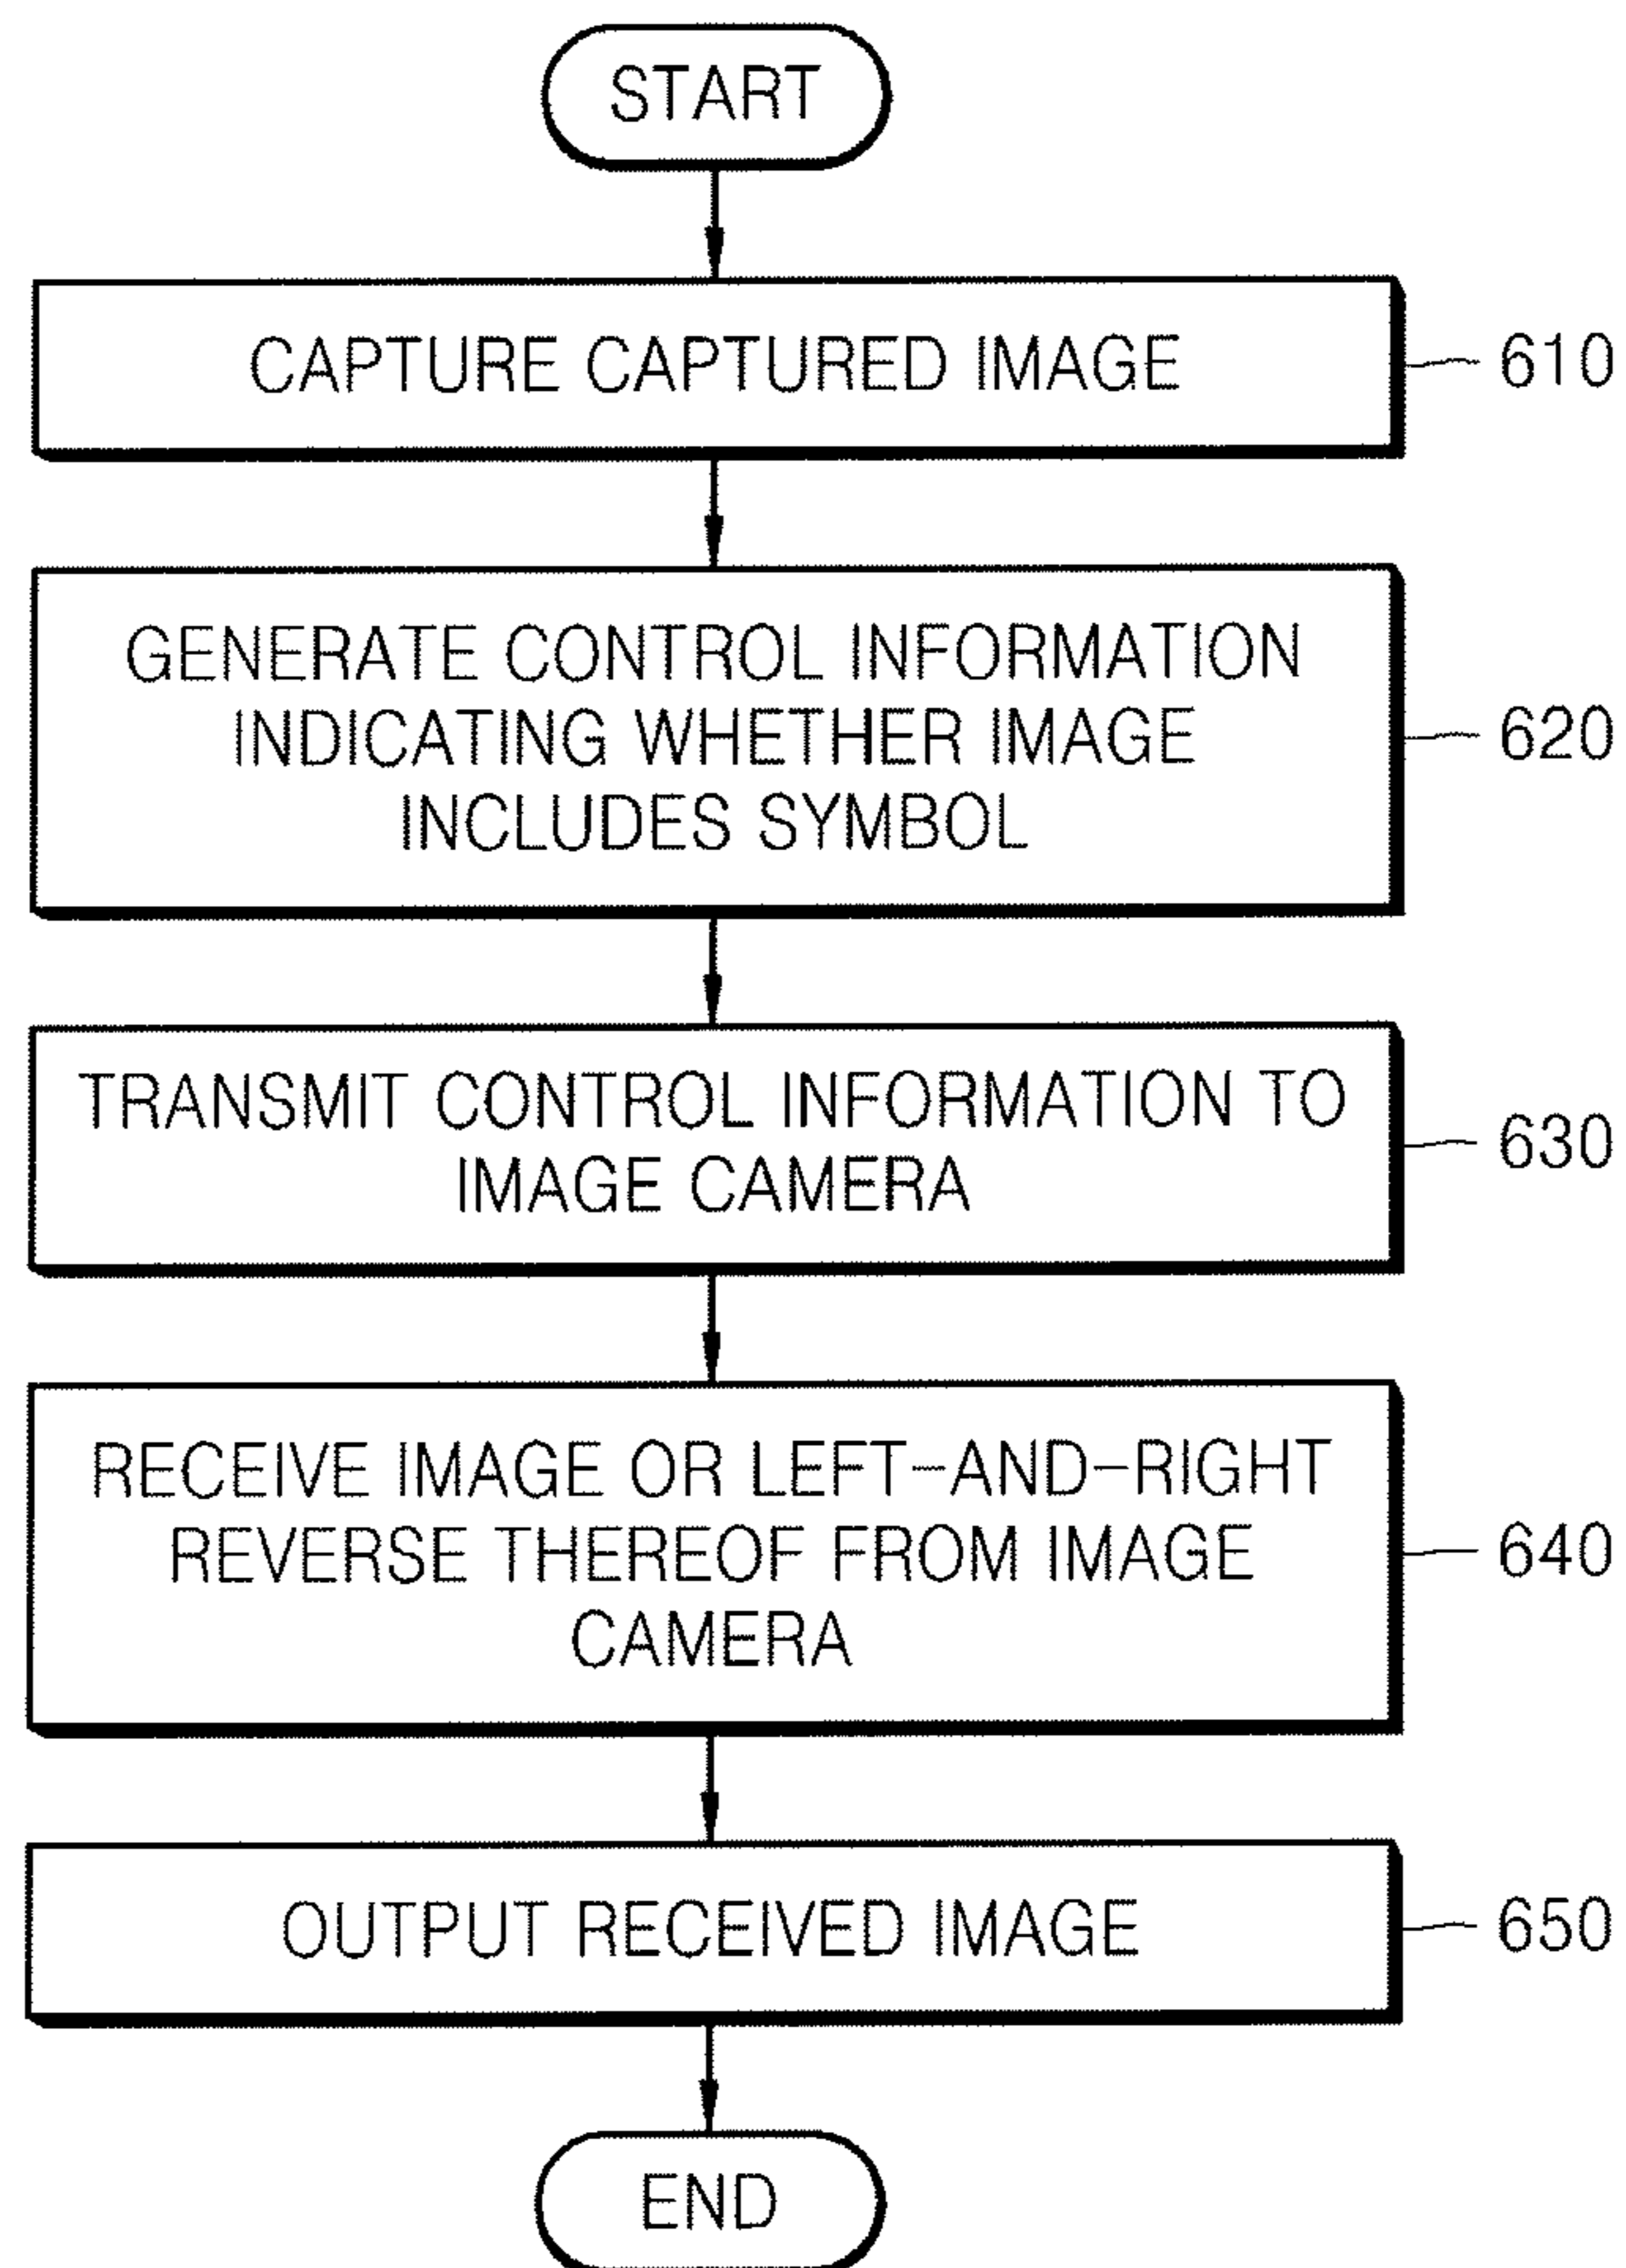 START
CAPTURE CAPTURED IMAGE
610
GENERATE CONTROL INFORMATION
INDICATING WHETHER IMAGE
INCLUDES SYMBOL
620
TRANSMIT CONTROL INFORMATION TO
IMAGE CAMERA
630
RECEIVE IMAGE OR LEFT-AND-RIGHT
REVERSE THEREOF FROM IMAGE
CAMERA
640
OUTPUT RECEIVED IMAGE
650
END